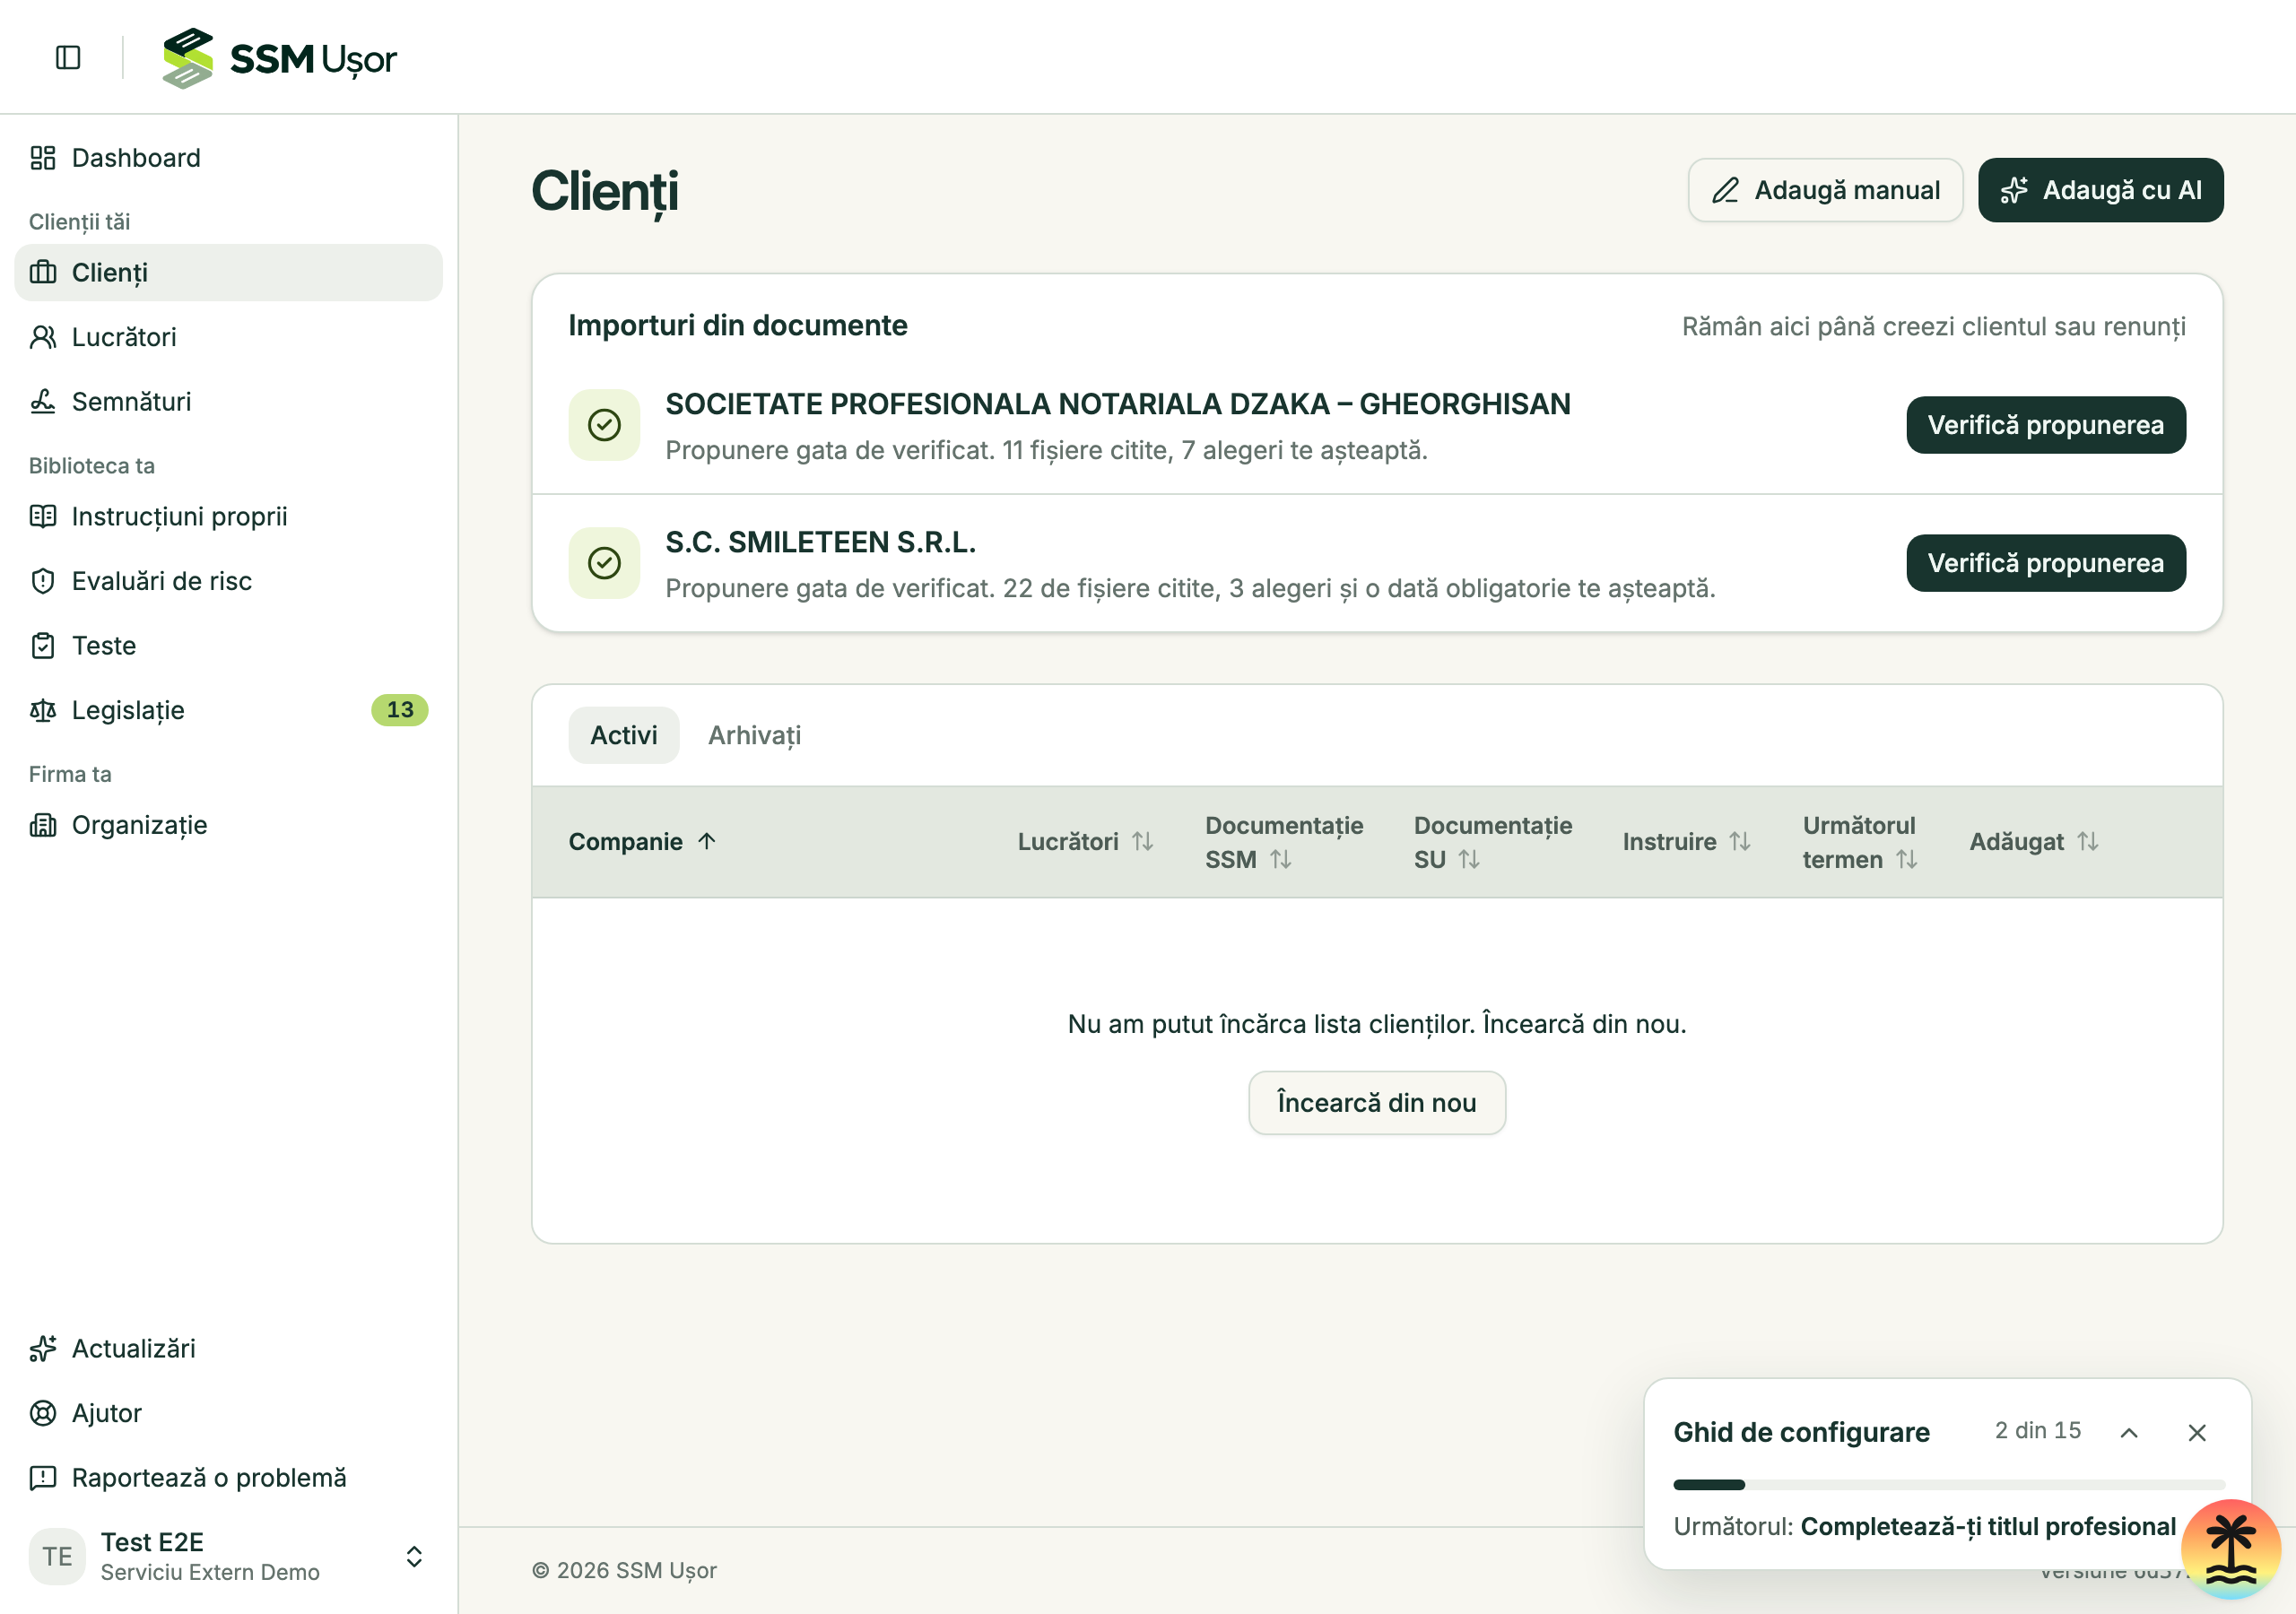 SSM Ușor
Dashboard
Clienții tăi
Clienți
Lucrători
Semnături
Biblioteca ta
Instrucțiuni proprii
Evaluări de risc
Teste
Legislație 13
Firma ta
Organizație
Actualizări
Ajutor
Raportează o problemă
TE
Test E2E
Serviciu Extern Demo
Clienți
Adaugă manual
Adaugă cu AI
Importuri din documente
Rămân aici până creezi clientul sau renunți
SOCIETATE PROFESIONALA NOTARIALA DZAKA – GHEORGHISAN
Propunere gata de verificat. 11 fișiere citite, 7 alegeri te așteaptă.
Verifică propunerea
S.C. SMILETEEN S.R.L.
Propunere gata de verificat. 22 de fișiere citite, 3 alegeri și o dată obligatorie te așteaptă.
Verifică propunerea
Activi
Arhivați
Companie
Lucrători
Documentație
SSM
Documentație
SU
Instruire
Următorul
termen
Adăugat
Nu am putut încărca lista clienților. Încearcă din nou.
Încearcă din nou
Ghid de configurare
2 din 15
Următorul: Completează-ți titlul profesional
© 2026 SSM Ușor